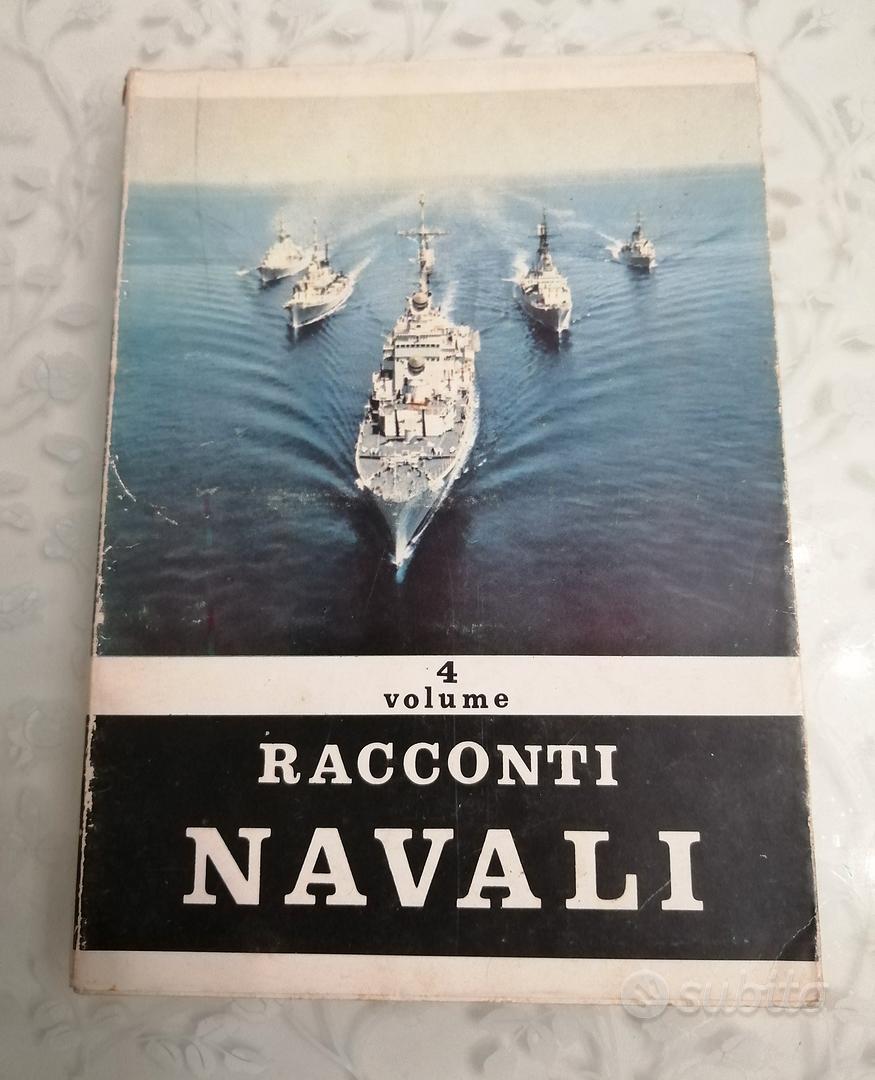 4
volume
RACCONTI
NAVALI
subito